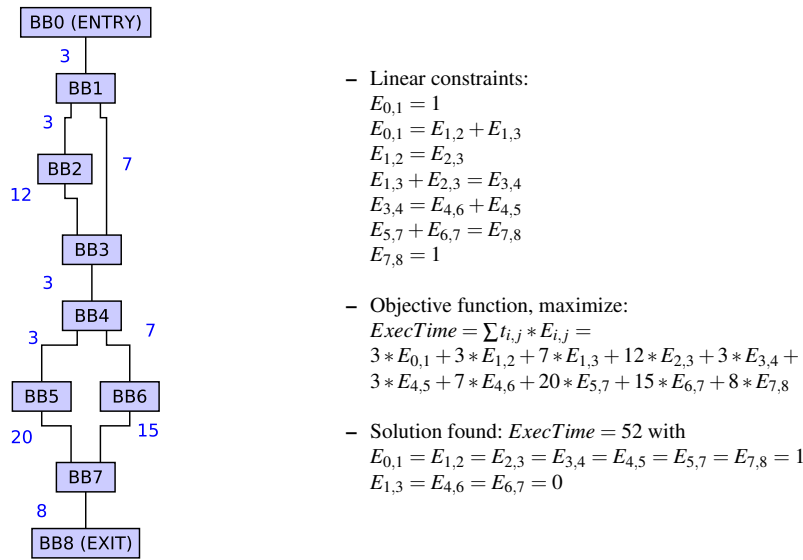 BB0 (ENTRY)
3
BB1
3
7
BB2
12
BB3
3
BB4
3
7
BB5
BB6
20
15
BB7
8
BB8 (EXIT)
– Linear constraints:
E0,1 = 1
E0,1 = E1,2 + E1,3
E1,2 = E2,3
E1,3 + E2,3 = E3,4
E3,4 = E4,6 + E4,5
E5,7 + E6,7 = E7,8
E7,8 = 1
– Objective function, maximize:
ExecTime = ∑ ti,j ∗ Ei,j =
3 ∗ E0,1 + 3 ∗ E1,2 + 7 ∗ E1,3 + 12 ∗ E2,3 + 3 ∗ E3,4 +
3 ∗ E4,5 + 7 ∗ E4,6 + 20 ∗ E5,7 + 15 ∗ E6,7 + 8 ∗ E7,8
– Solution found: ExecTime = 52 with
E0,1 = E1,2 = E2,3 = E3,4 = E4,5 = E5,7 = E7,8 = 1
E1,3 = E4,6 = E6,7 = 0